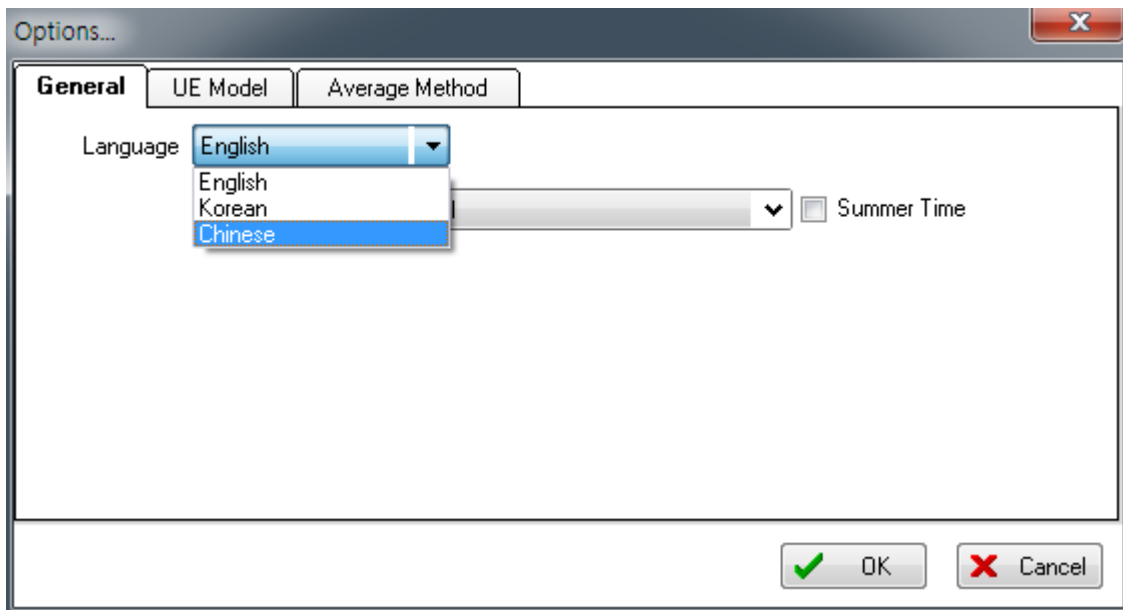 Options...
General UE Model Average Method
Language English
English
Korean
Chinese
Summer Time
OK Cancel